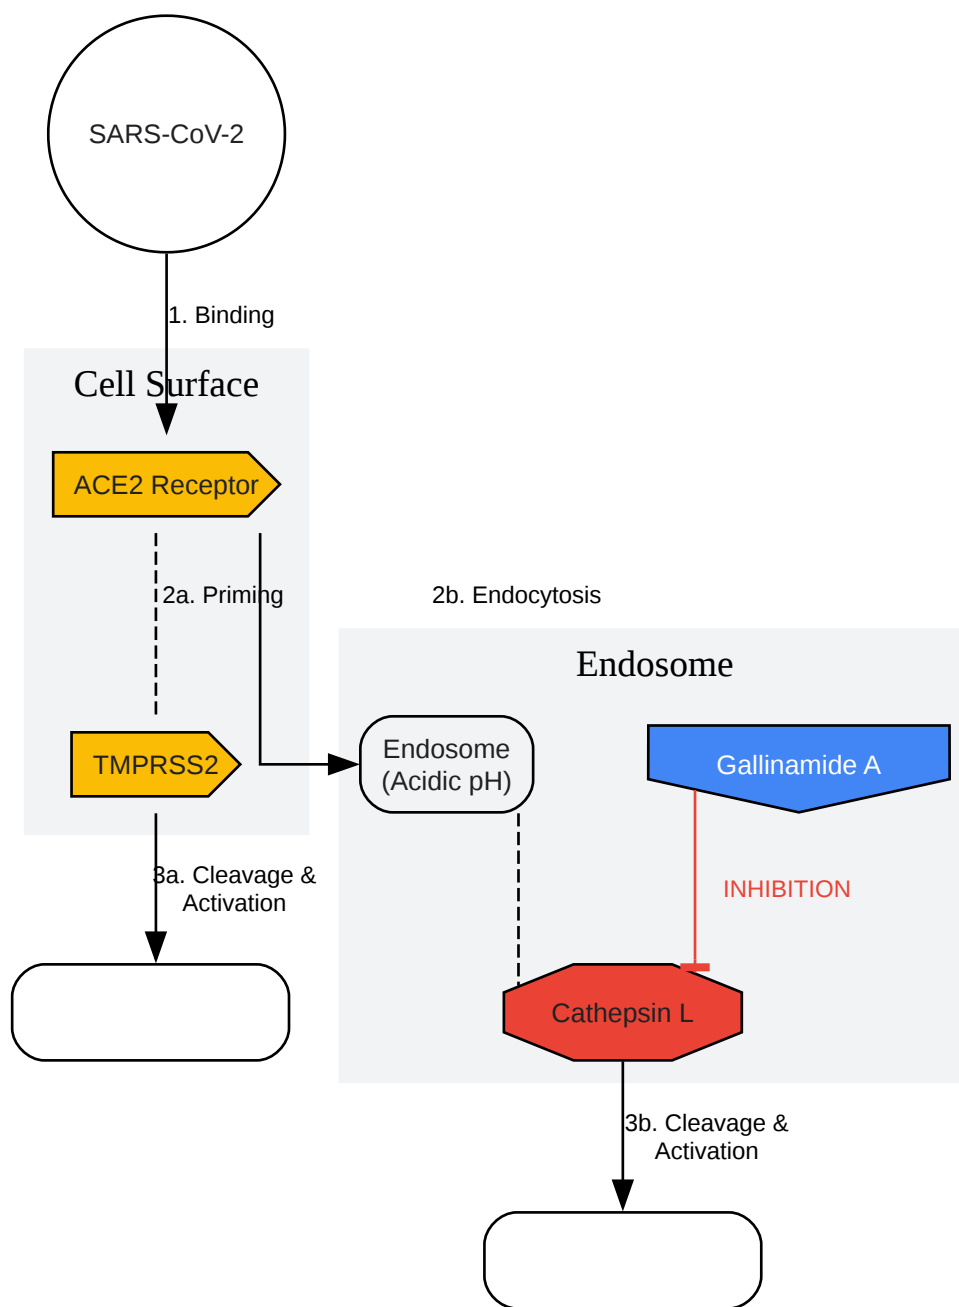 SARS-CoV-2
1. Binding
Cell Surface
ACE2 Receptor
2a. Priming
2b. Endocytosis
Endosome
TMPRSS2
Endosome
(Acidic pH)
Gallinamide A
3a. Cleavage &
Activation
INHIBITION
Cathepsin L
3b. Cleavage &
Activation